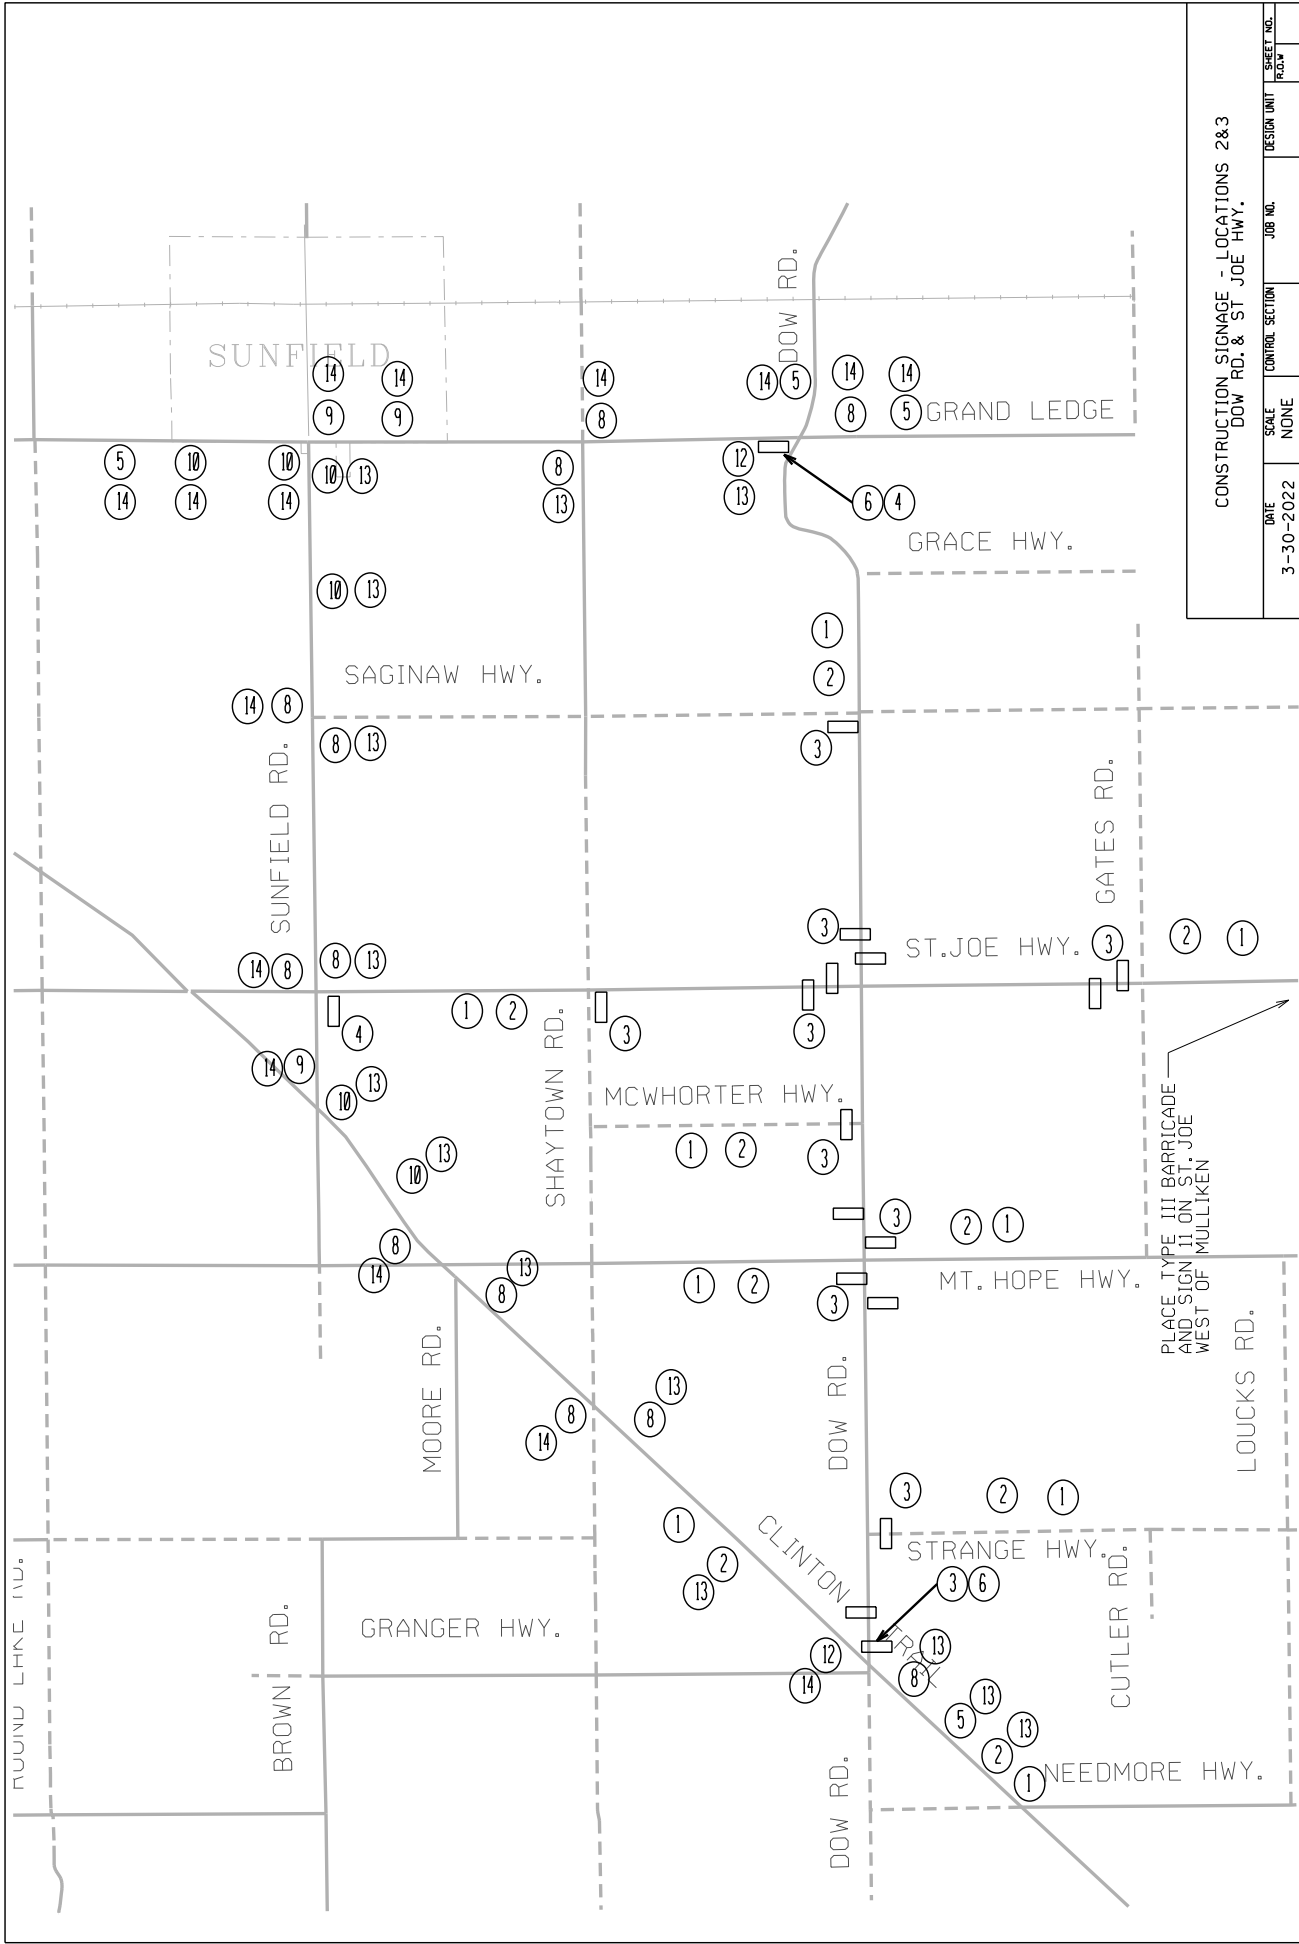 SUNFIELD
14
14
14
14
5
14
14
9
9
8
8
5
DOW RD.
GRAND LEDGE
5
10
10
10
13
8
12
14
14
14
13
13
6
4
GRACE HWY.
10
13
1
2
SAGINAW HWY.
14
8
8
13
3
SUNFIELD RD.
GATES RD.
3
ST.JOE HWY.
3
2
1
14
8
8
13
1
2
4
3
3
14
9
13
10
SHAYTOWN RD.
MCWHORTER HWY.
1
2
3
13
10
PLACE TYPE III BARRICADE
AND SIGN 11 ON ST. JOE
WEST OF MULLIKEN
3
2
1
8
14
13
8
1
2
3
MT. HOPE HWY.
MOORE RD.
DOW RD.
LOUCKS RD.
13
8
8
14
3
2
1
1
2
13
CLINTON
TRAIL
STRANGE HWY.
3
6
CUTLER RD.
ROUND LAKE RD.
BROWN RD.
GRANGER HWY.
12
14
13
8
13
5
13
2
1
NEEDMORE HWY.
DOW RD.
CONSTRUCTION SIGNAGE - LOCATIONS 2&3
DOW RD. & ST JOE HWY.
DATE
3-30-2022
SCALE
NONE
CONTROL SECTION
JOB NO.
DESIGN UNIT
SHEET NO.
R.O.W